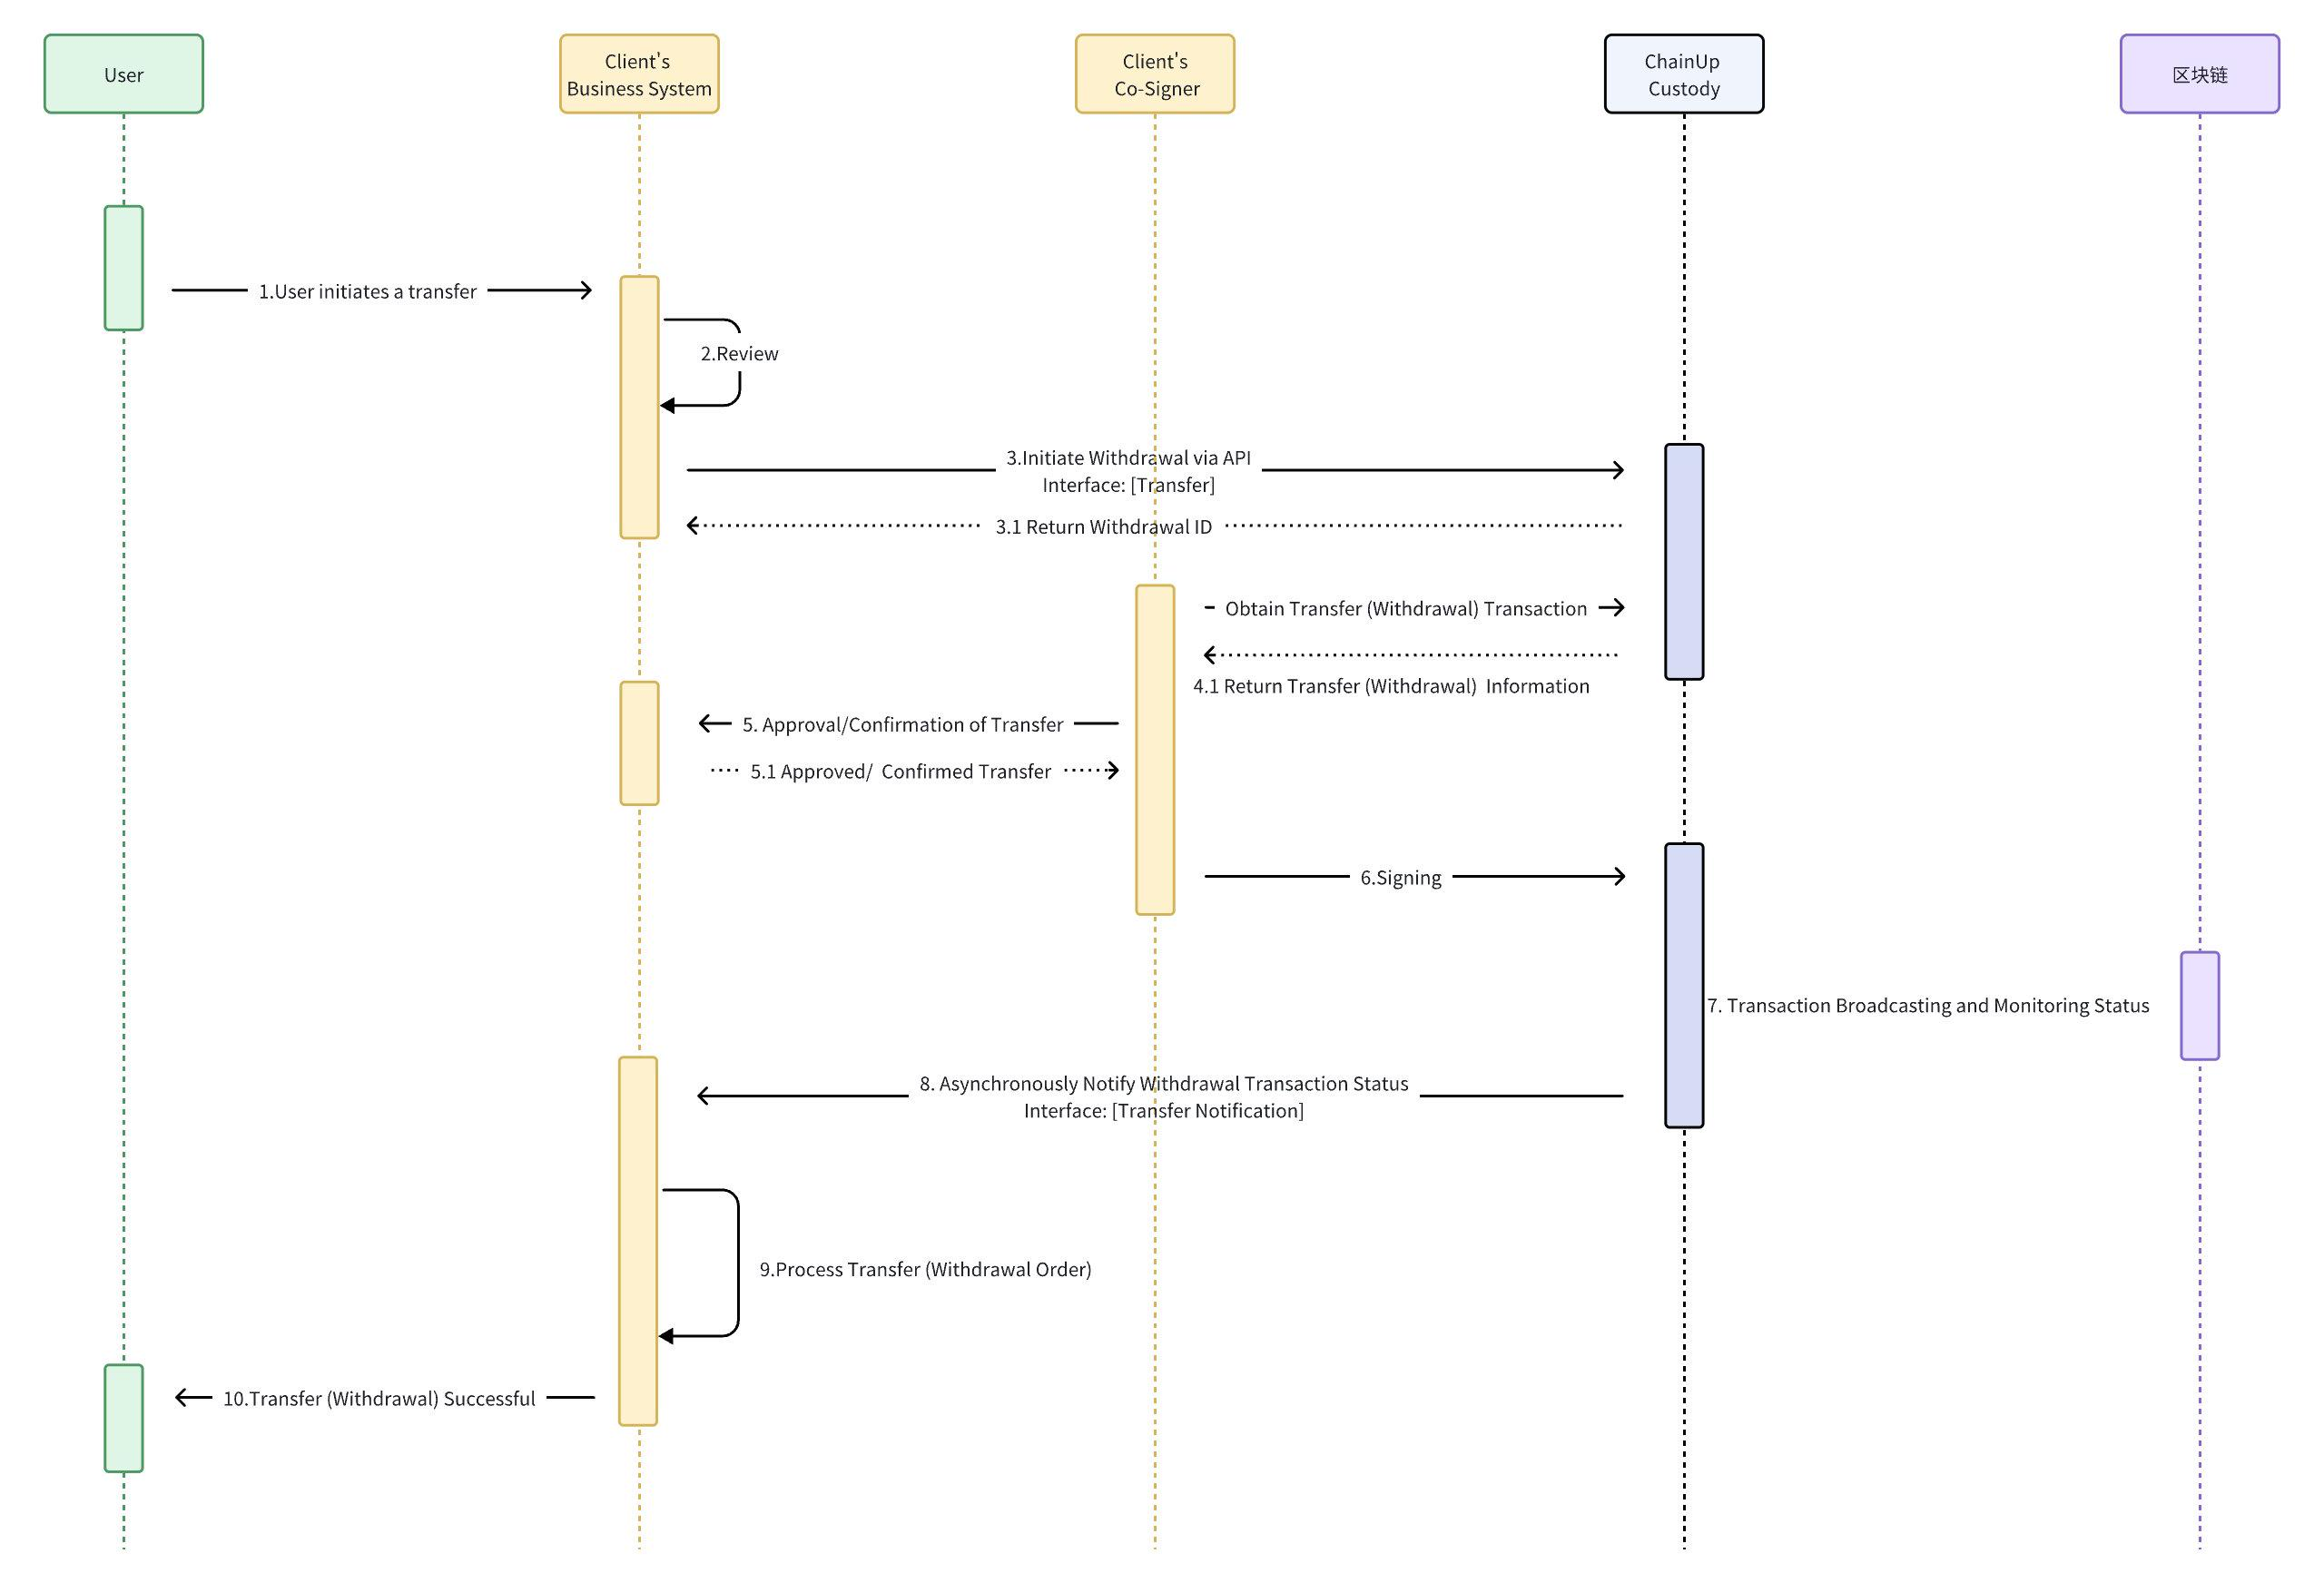 User
Client's
Business System
Client's
Co-Signer
ChainUp
Custody
区块链
1.User initiates a transfer
2.Review
3.Initiate Withdrawal via API
Interface: [Transfer]
3.1 Return Withdrawal ID
Obtain Transfer (Withdrawal) Transaction
4.1 Return Transfer (Withdrawal) Information
5. Approval/Confirmation of Transfer
5.1 Approved/ Confirmed Transfer
6.Signing
7. Transaction Broadcasting and Monitoring Status
8. Asynchronously Notify Withdrawal Transaction Status
Interface: [Transfer Notification]
9.Process Transfer (Withdrawal Order)
10.Transfer (Withdrawal) Successful